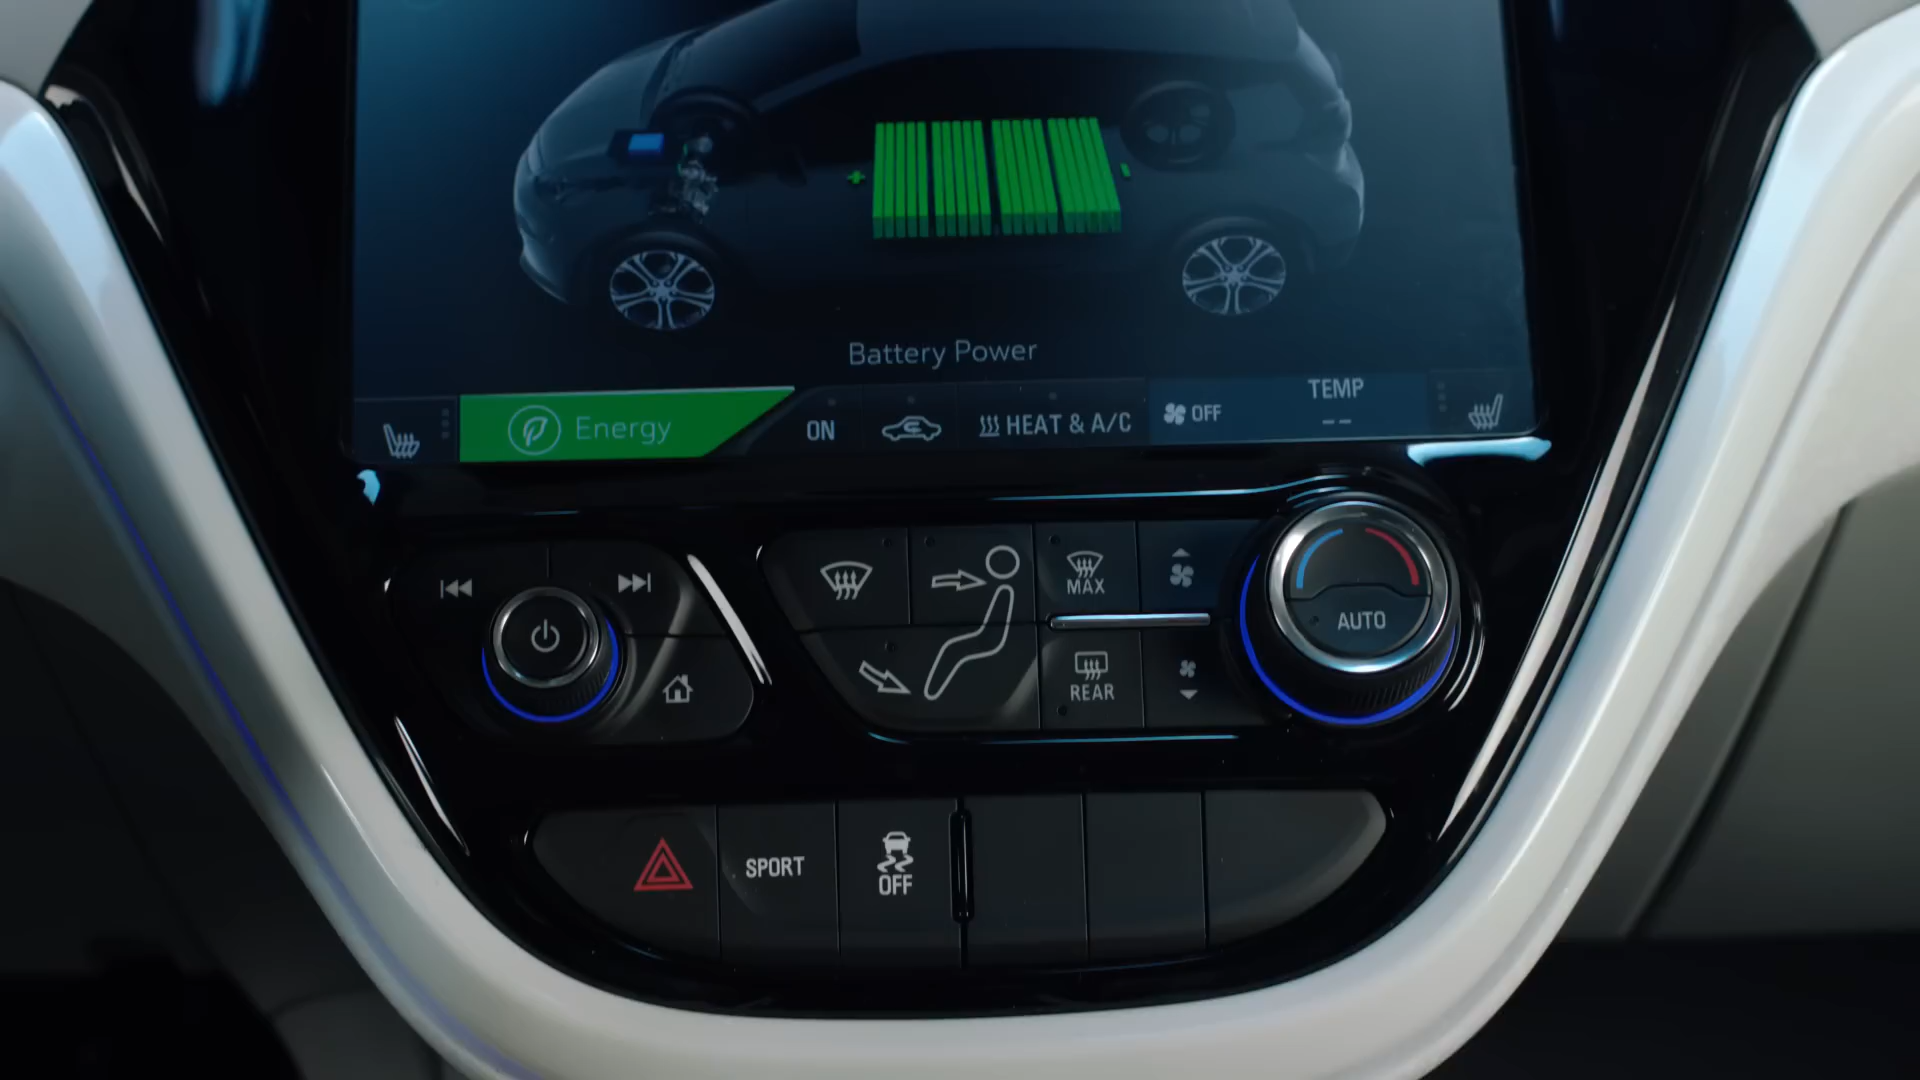 Battery Power
Energy
ON
HEAT & A/C
OFF
TEMP
--
MAX
REAR
AUTO
SPORT
OFF